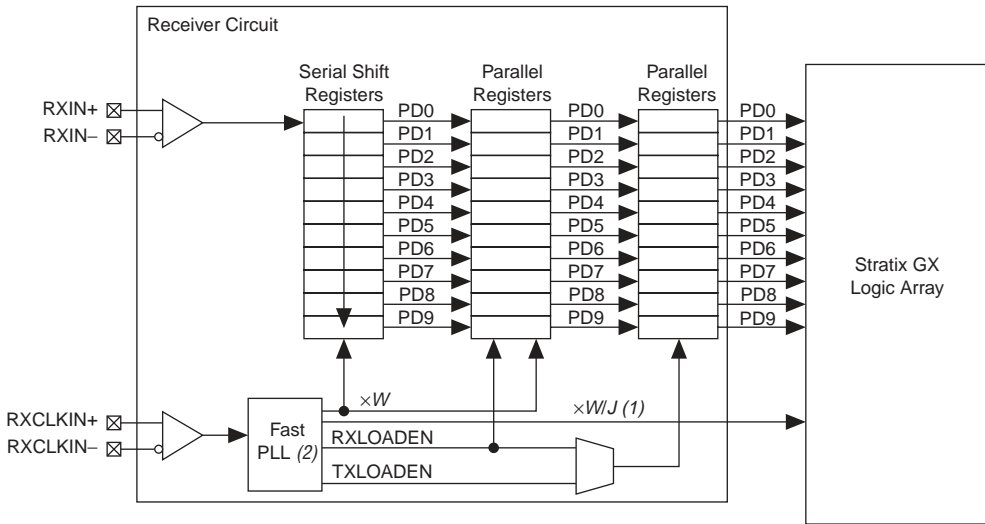 Receiver Circuit
Serial Shift
Registers
Parallel
Registers
Parallel
Registers
RXIN+
RXIN−
PD0 PD0 PD0
PD1 PD1 PD1
PD2 PD2 PD2
PD3 PD3 PD3
PD4 PD4 PD4
PD5 PD5 PD5
PD6 PD6 PD6
PD7 PD7 PD7
PD8 PD8 PD8
PD9 PD9 PD9
Stratix GX
Logic Array
×W
×W/J (1)
RXCLKIN+
RXCLKIN−
Fast
PLL (2)
RXLOADEN
TXLOADEN